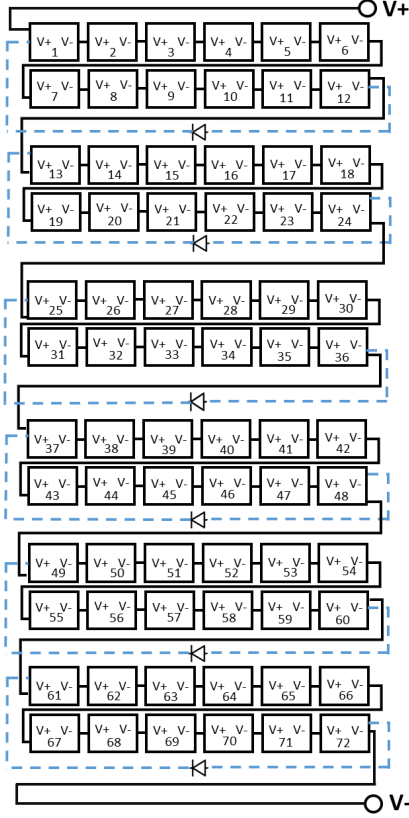 V+
V+ V- V+ V- V+ V- V+ V- V+ V- V+ V-
1 2 3 4 5 6
V+ V- V+ V- V+ V- V+ V- V+ V- V+ V-
7 8 9 10 11 12
V+ V- V+ V- V+ V- V+ V- V+ V- V+ V-
13 14 15 16 17 18
V+ V- V+ V- V+ V- V+ V- V+ V- V+ V-
19 20 21 22 23 24
V+ V- V+ V- V+ V- V+ V- V+ V- V+ V-
25 26 27 28 29 30
V+ V- V+ V- V+ V- V+ V- V+ V- V+ V-
31 32 33 34 35 36
V+ V- V+ V- V+ V- V+ V- V+ V- V+ V-
37 38 39 40 41 42
V+ V- V+ V- V+ V- V+ V- V+ V- V+ V-
43 44 45 46 47 48
V+ V- V+ V- V+ V- V+ V- V+ V- V+ V-
49 50 51 52 53 54
V+ V- V+ V- V+ V- V+ V- V+ V- V+ V-
55 56 57 58 59 60
V+ V- V+ V- V+ V- V+ V- V+ V- V+ V-
61 62 63 64 65 66
V+ V- V+ V- V+ V- V+ V- V+ V- V+ V-
67 68 69 70 71 72
V-